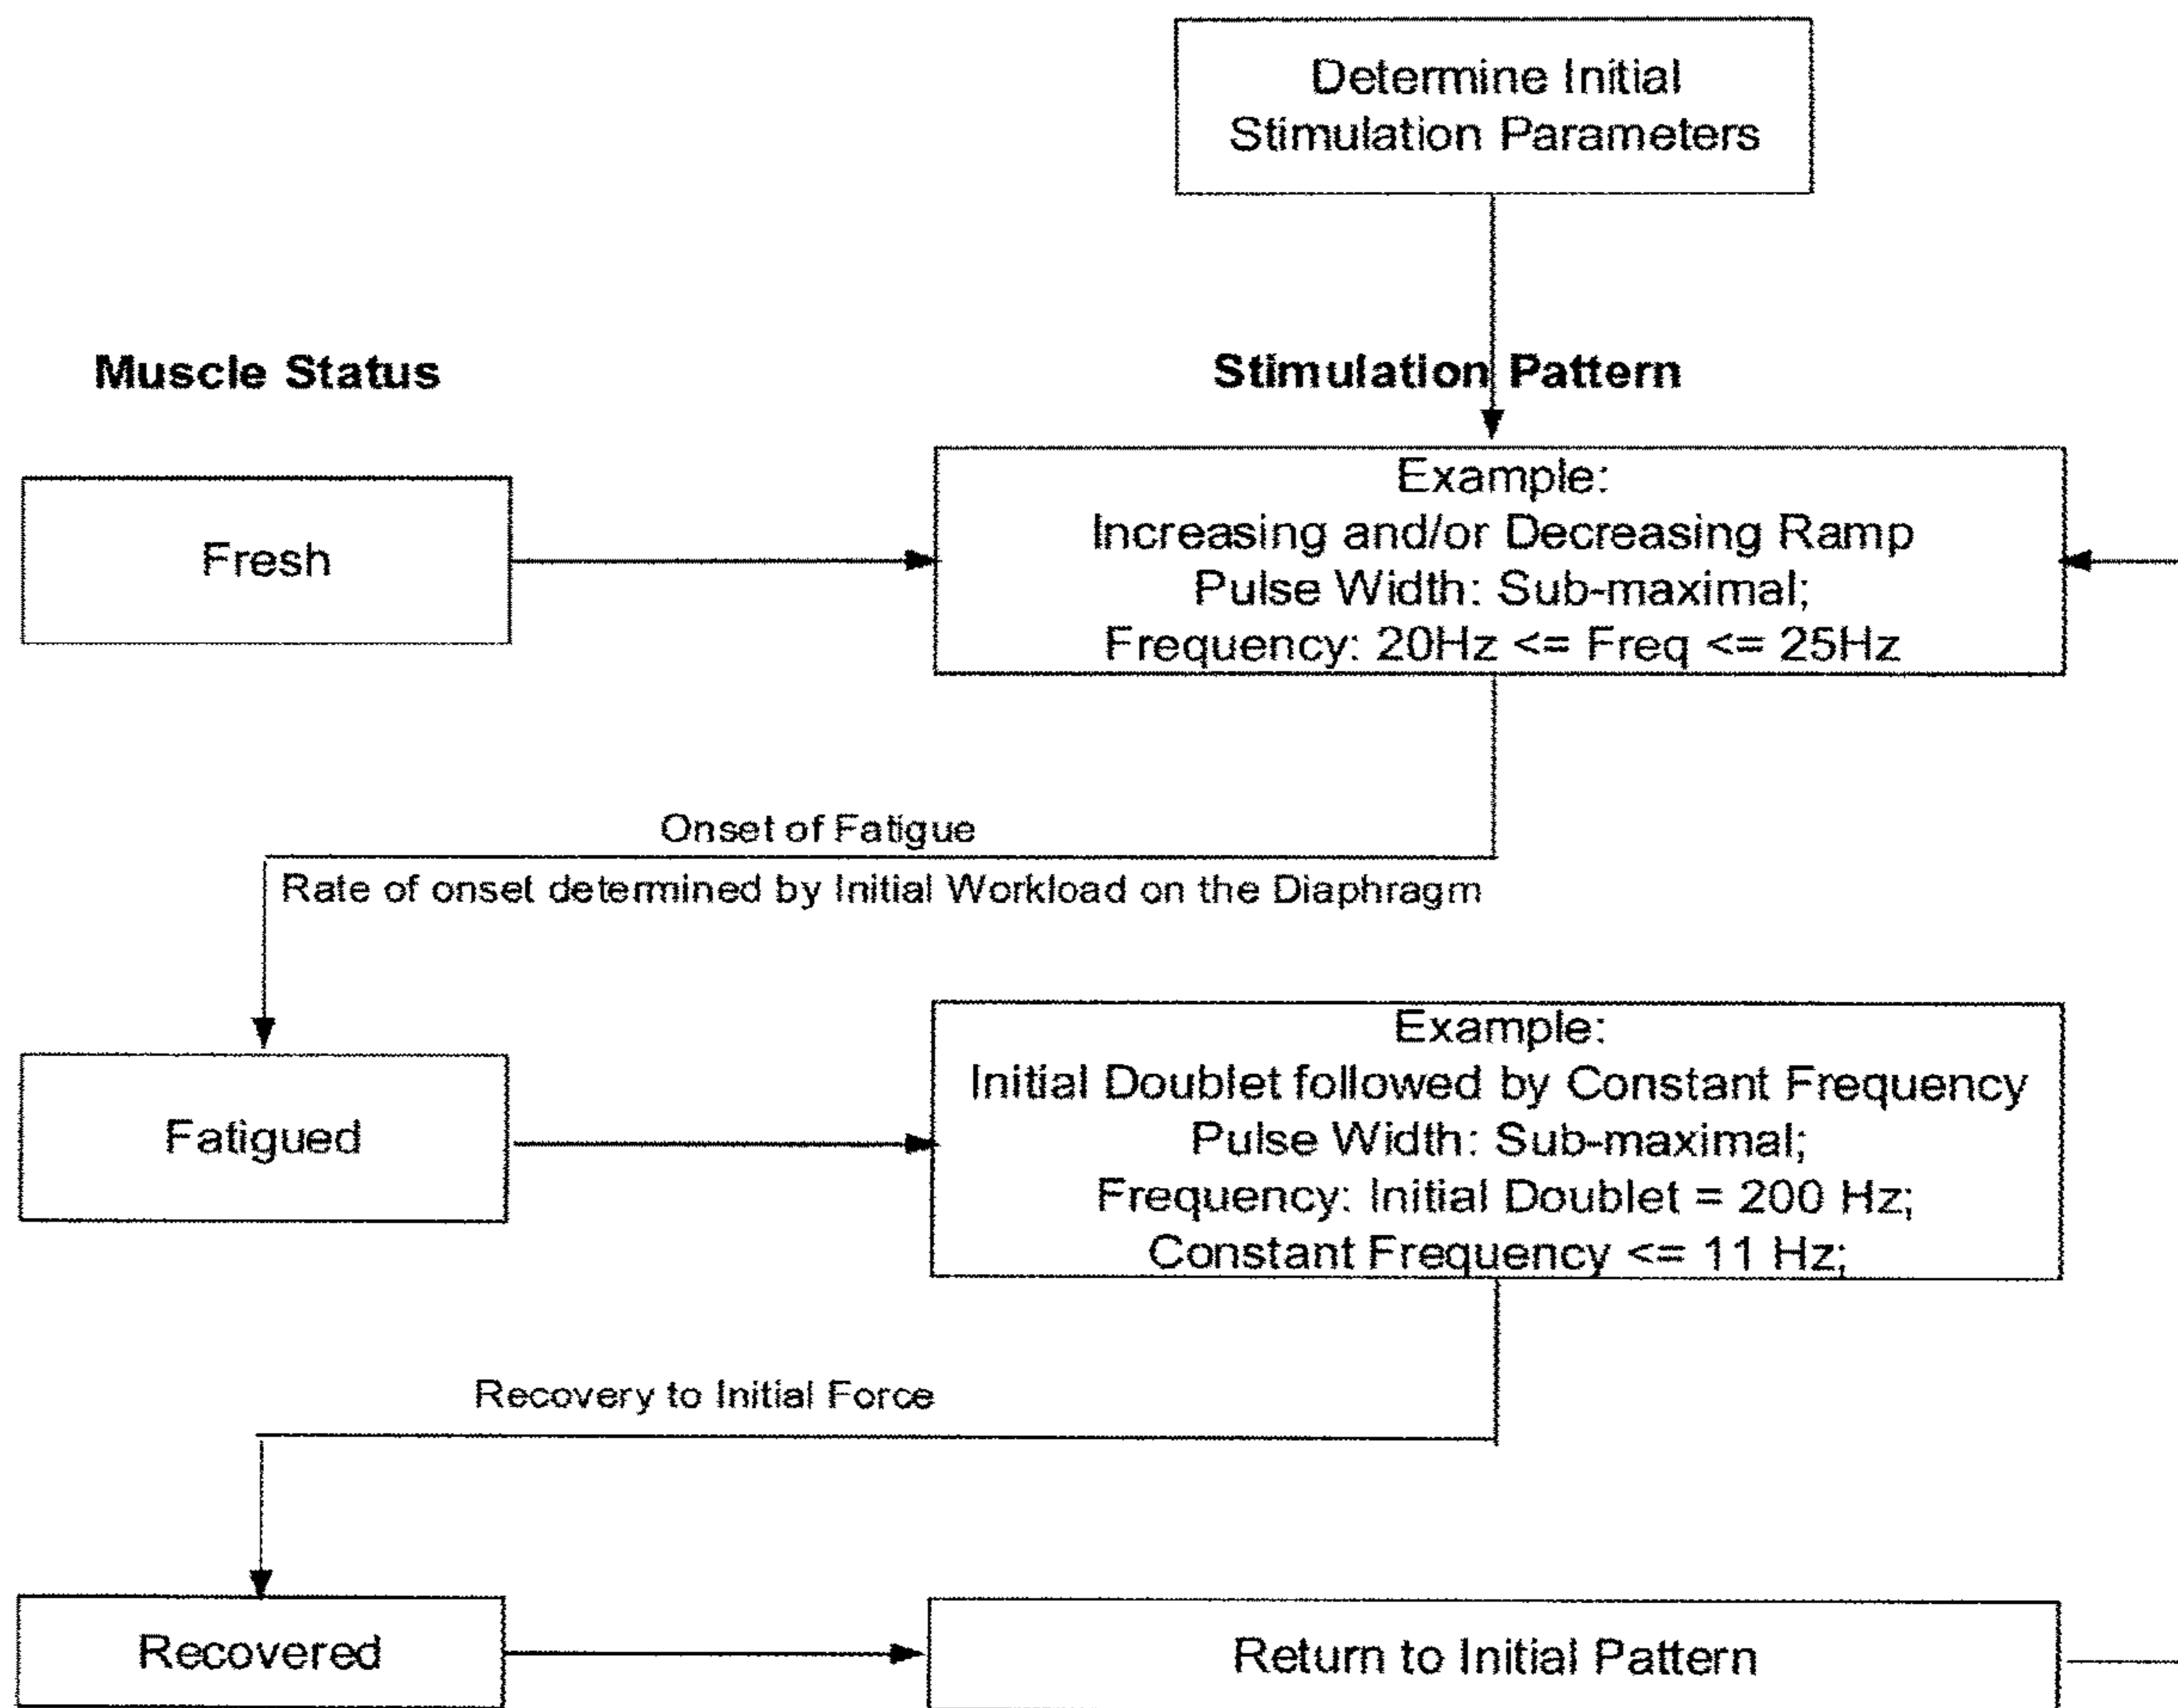 Determine Initial
Stimulation Parameters
Muscle Status
Stimulation Pattern
Fresh
Example:
Increasing and/or Decreasing Ramp
Pulse Width: Sub-maximal;
Frequency: 20Hz <= Freq <= 25Hz
Onset of Fatigue
Rate of onset determined by Initial Workload on the Diaphragm
Fatigued
Example:
Initial Doublet followed by Constant Frequency
Pulse Width: Sub-maximal;
Frequency: Initial Doublet = 200 Hz;
Constant Frequency <= 11 Hz;
Recovery to Initial Force
Recovered
Return to Initial Pattern